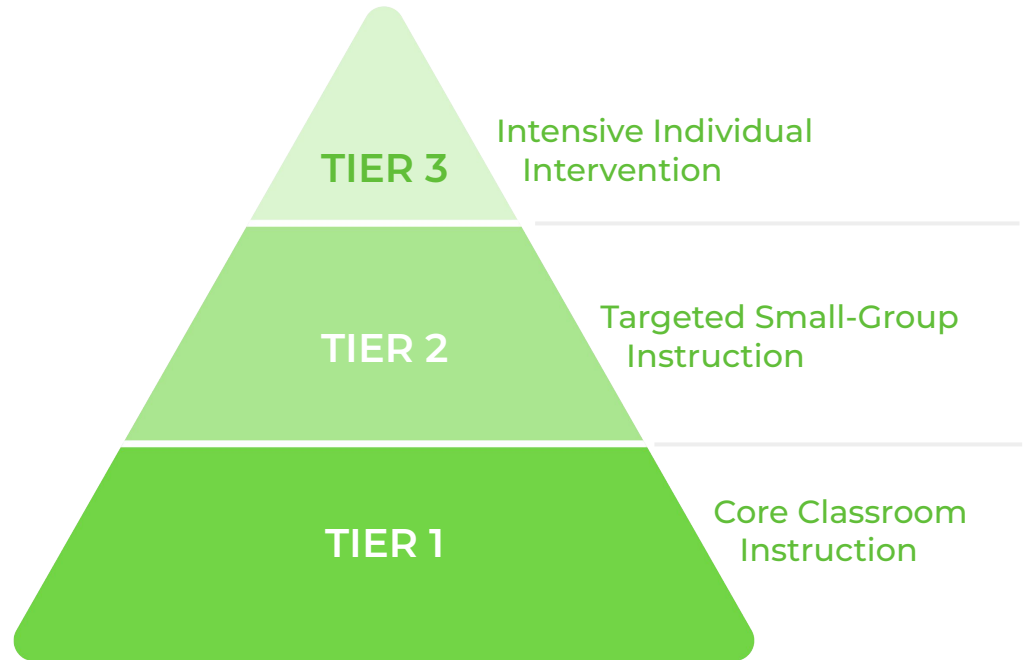 TIER 3
Intensive Individual
Intervention
TIER 2
Targeted Small-Group
Instruction
TIER 1
Core Classroom
Instruction